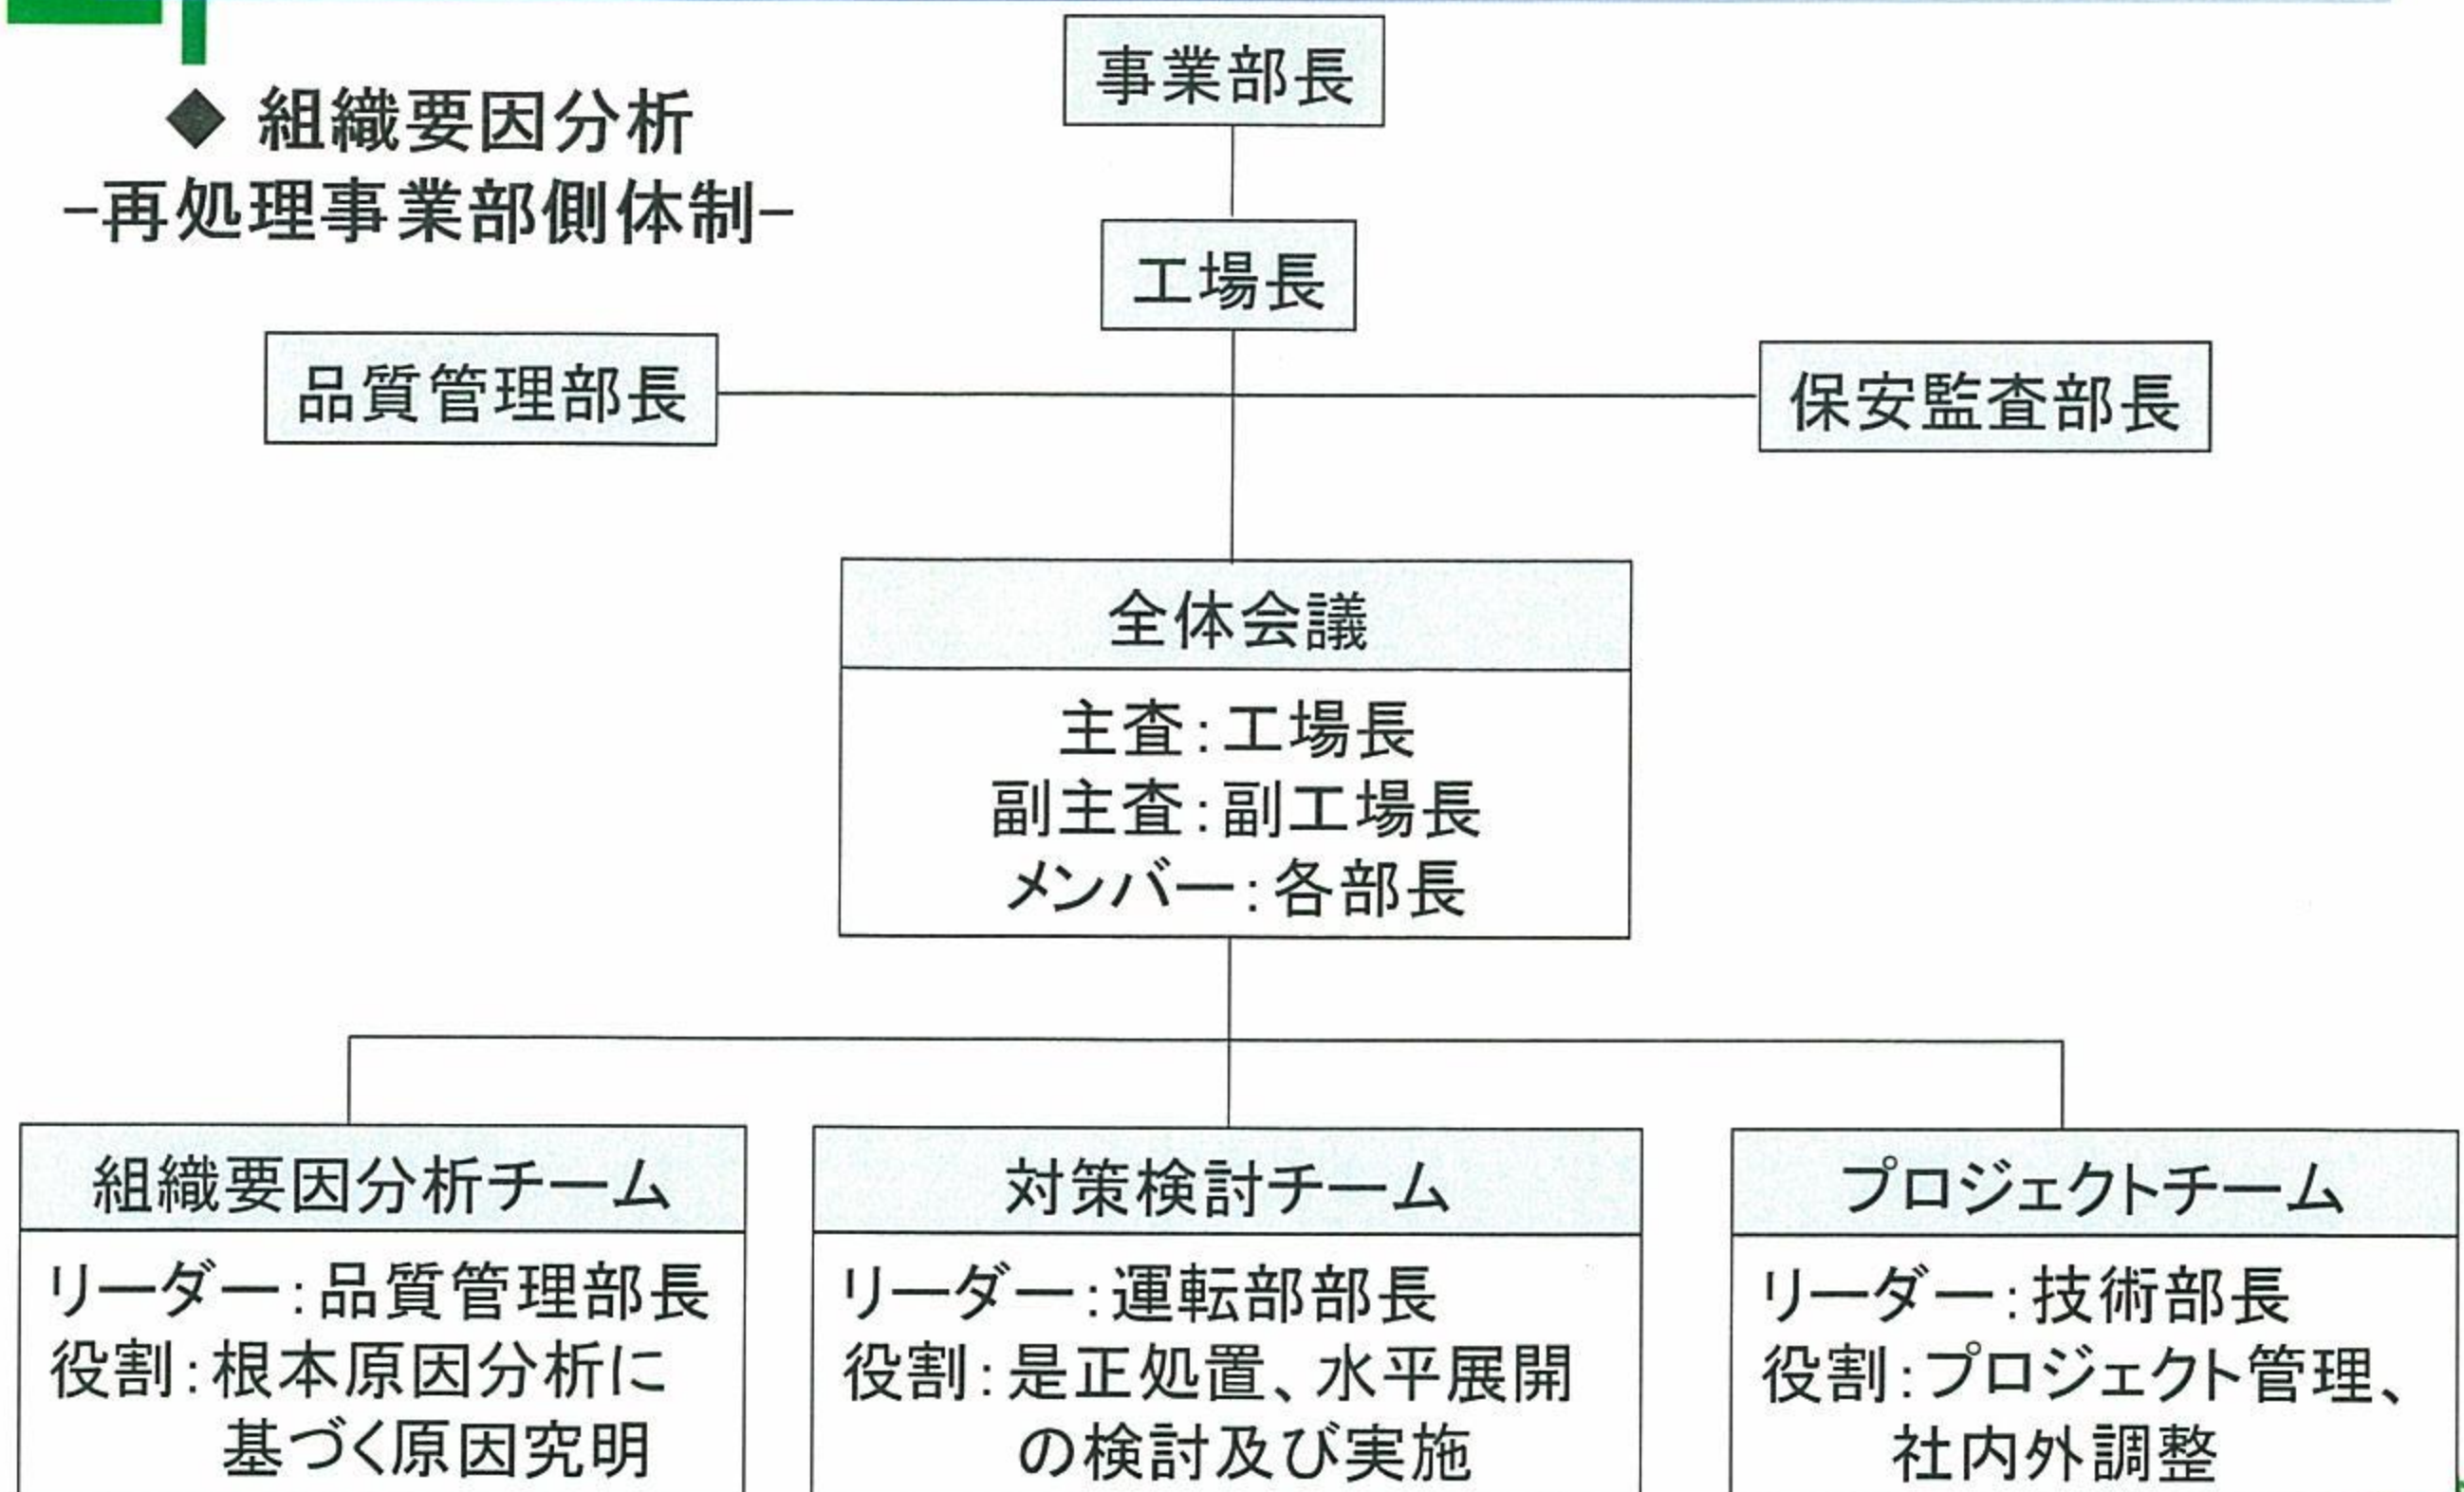 事業部長
◆ 組織要因分析
−再処理事業部側体制−
工場長
品質管理部長
保安監査部長
全体会議
主査:工場長
副主査:副工場長
メンバー:各部長
組織要因分析チーム
リーダー:品質管理部長
役割:根本原因分析に
基づく原因究明
対策検討チーム
リーダー:運転部部長
役割:是正処置、水平展開
の検討及び実施
プロジェクトチーム
リーダー:技術部長
役割:プロジェクト管理、
社内外調整